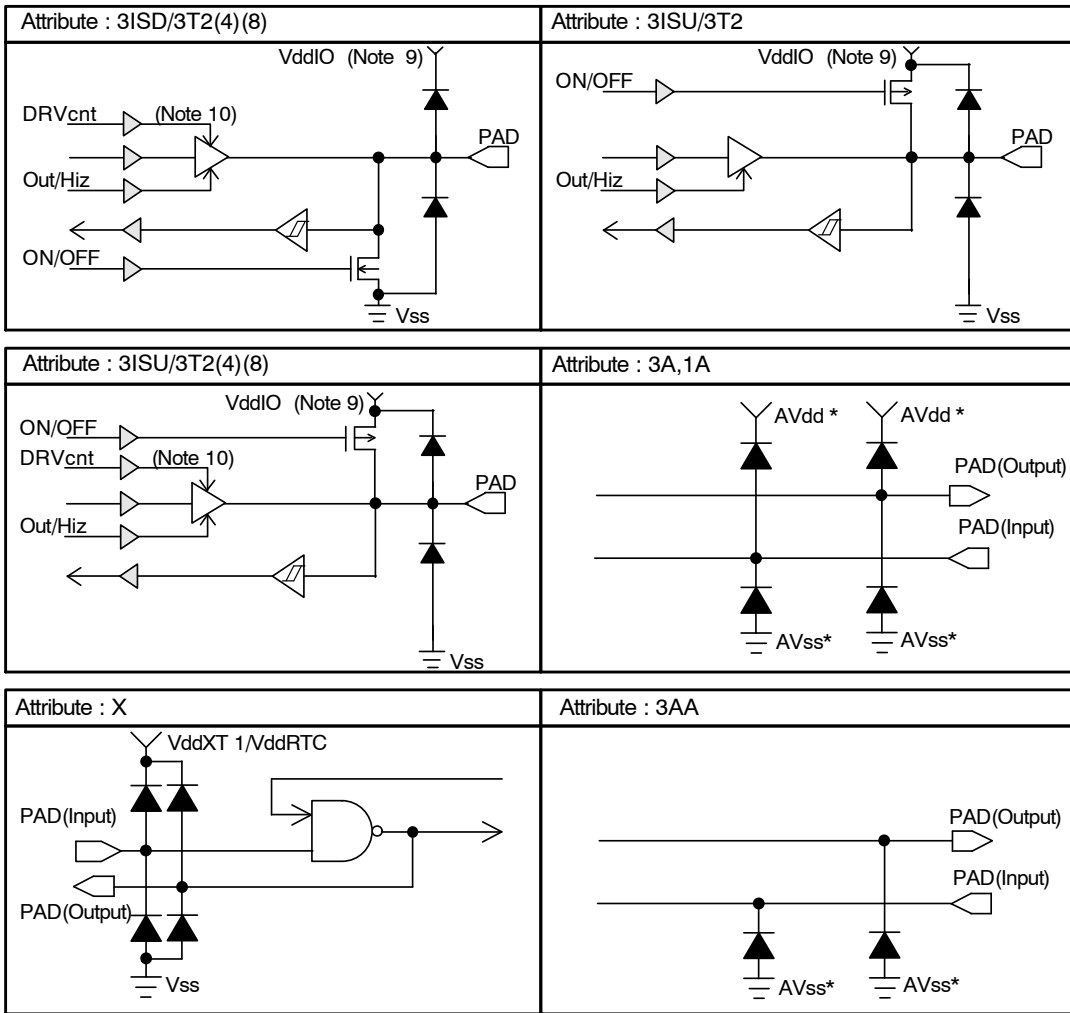 Attribute : 3ISD/3T2(4)(8)
VddIO (Note 9)
DRVcnt
(Note 10)
PAD
Out/Hiz
ON/OFF
Vss
Attribute : 3ISU/3T2
VddIO (Note 9)
ON/OFF
PAD
Out/Hiz
Vss
Attribute : 3ISU/3T2(4)(8)
VddIO (Note 9)
ON/OFF
DRVcnt
(Note 10)
PAD
Out/Hiz
Vss
Attribute : 3A,1A
AVdd *
AVdd *
PAD(Output)
PAD(Input)
AVss*
AVss*
Attribute : X
VddXT 1/VddRTC
PAD(Input)
PAD(Output)
Vss
Attribute : 3AA
PAD(Output)
PAD(Input)
AVss*
AVss*